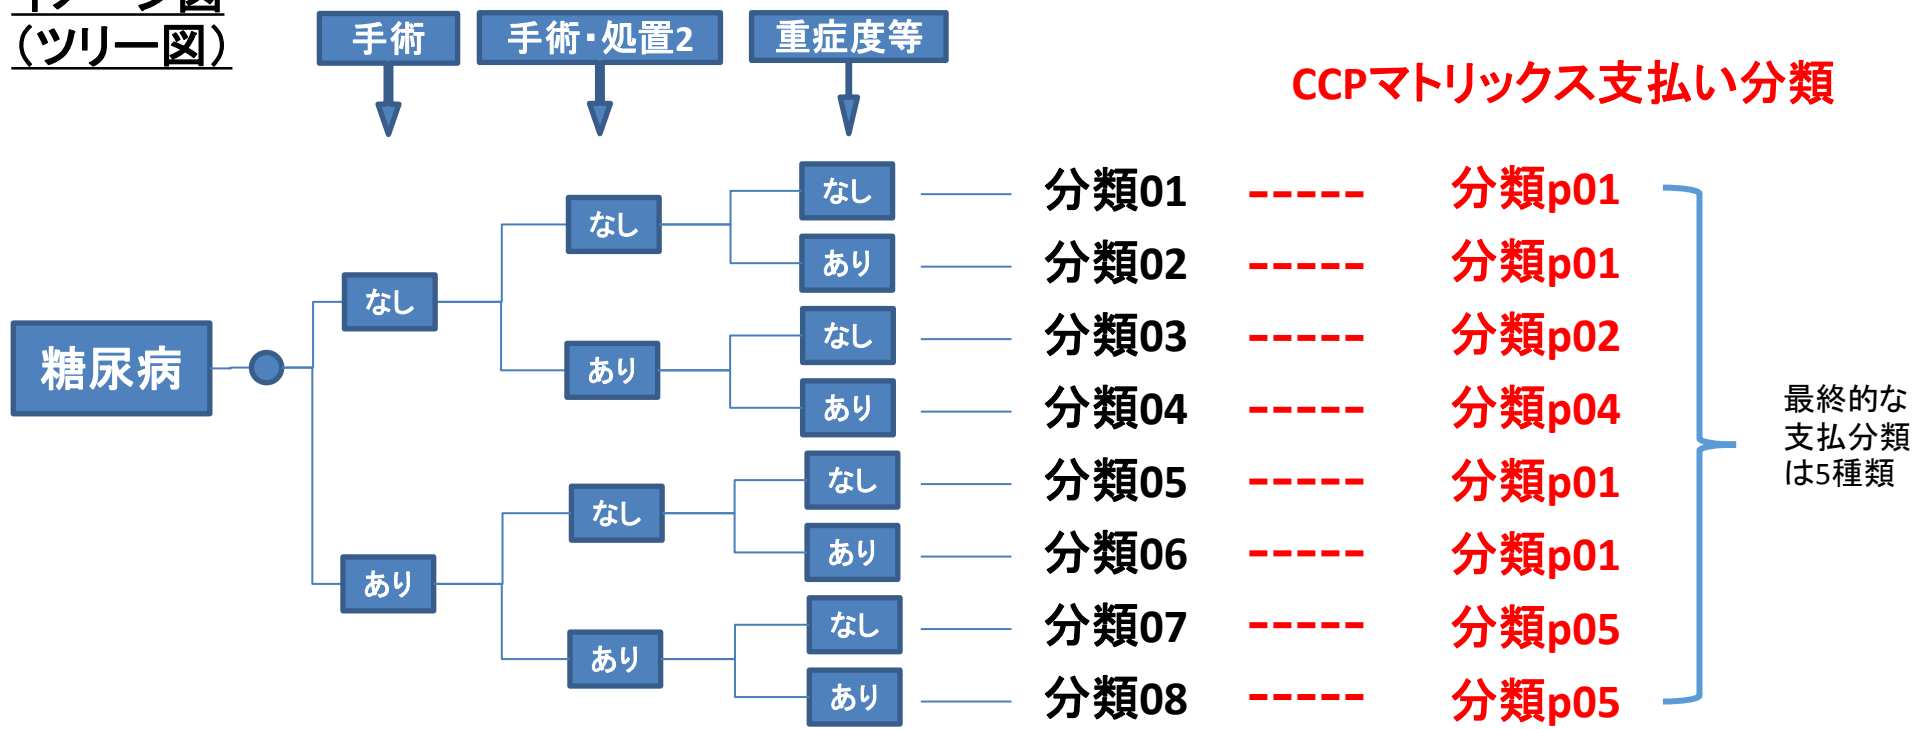 イメージ図
（ツリー図）
手術
手術・処置2
重症度等
CCPマトリックス支払い分類
糖尿病
なし
あり
なし
あり
なし
あり
なし
あり
なし
あり
なし
あり
なし
あり
分類01 ----- 分類p01
分類02 ----- 分類p01
分類03 ----- 分類p02
分類04 ----- 分類p04
分類05 ----- 分類p01
分類06 ----- 分類p01
分類07 ----- 分類p05
分類08 ----- 分類p05
最終的な
支払分類
は5種類